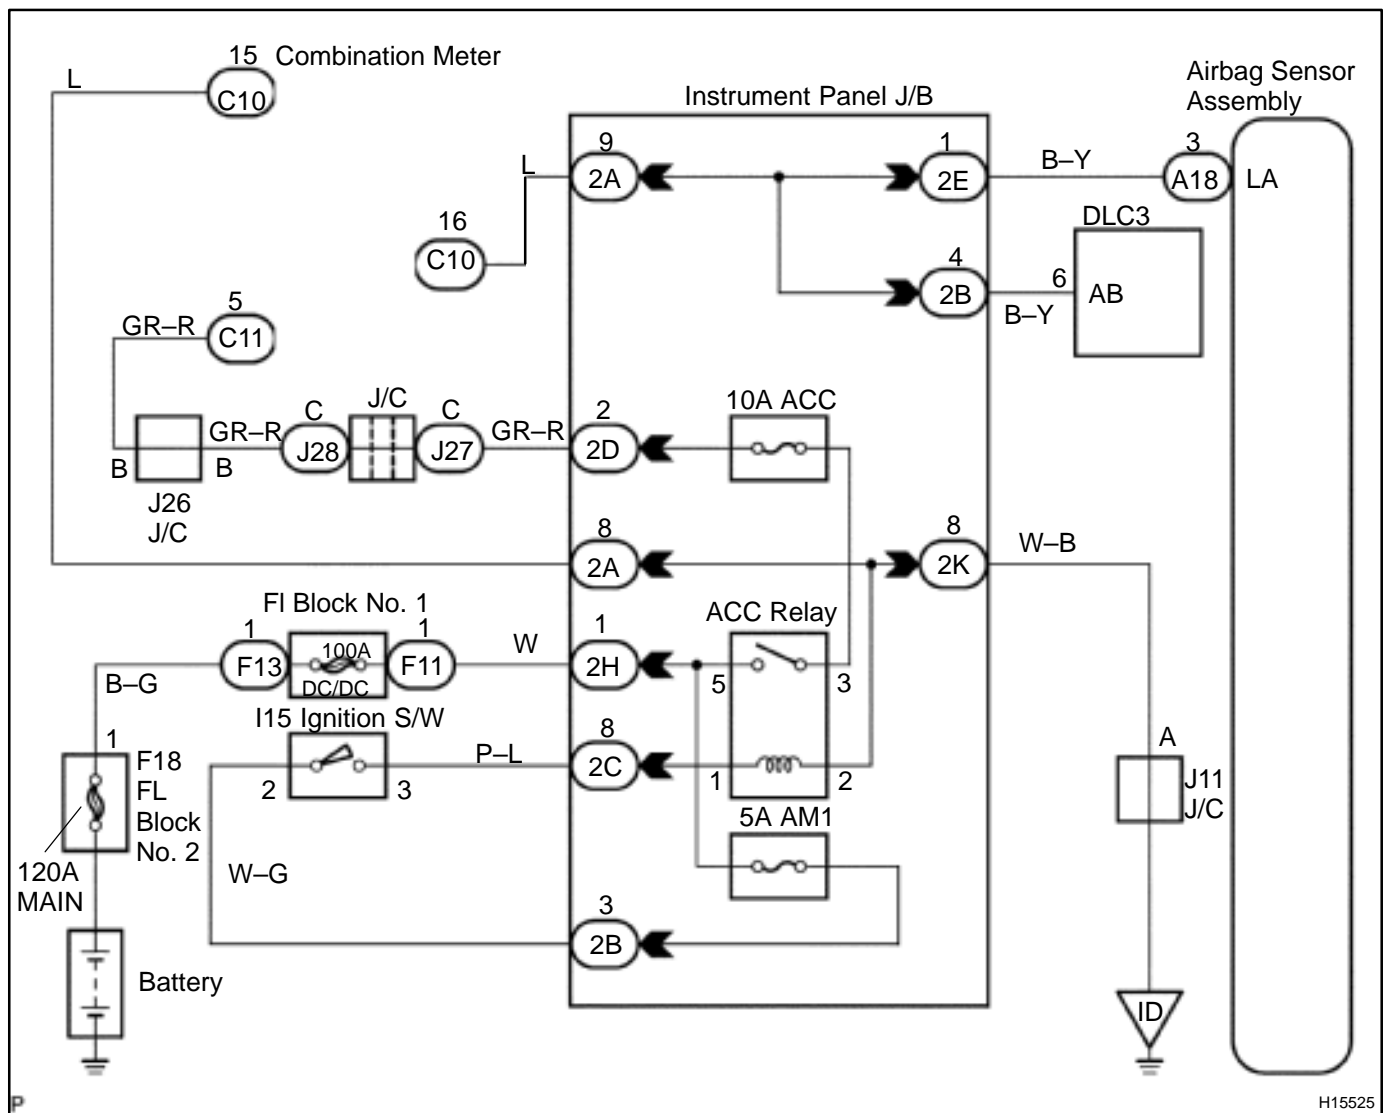 15 Combination Meter
L
C10
Airbag Sensor
Assembly
Instrument Panel J/B
9
2A
L
1
2E
B–Y
3
A18
LA
16
C10
DLC3
4
2B
B–Y
6
AB
5
GR–R
C11
J/C
10A ACC
C
C
2
GR–R
J28
J27
GR–R
2D
B
B
J26
J/C
8
2A
8
2K
W–B
FI Block No. 1
ACC Relay
1
100A
1
F13
F11
DC/DC
W
1
2H
5
3
B–G
I15 Ignition S/W
8
P–L
2C
2
3
1
2
A
J11
J/C
1
F18
FL
Block
No. 2
120A
MAIN
5A AM1
W–G
3
2B
Battery
ID
P
H15525